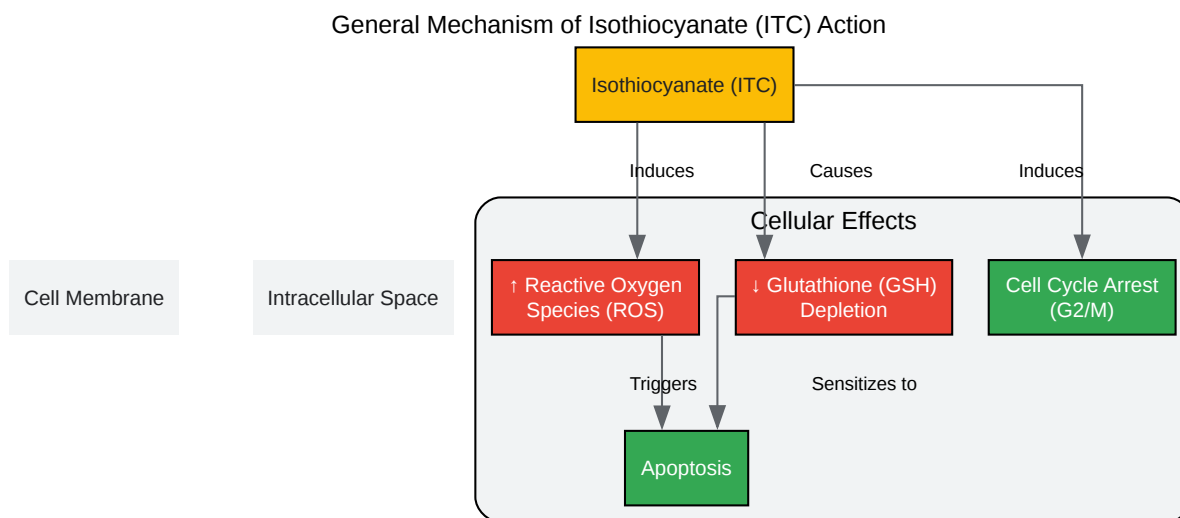 General Mechanism of Isothiocyanate (ITC) Action
Isothiocyanate (ITC)
Induces
Causes
Induces
Cellular Effects
Cell Membrane
Intracellular Space
↑ Reactive Oxygen
Species (ROS)
↓ Glutathione (GSH)
Depletion
Cell Cycle Arrest
(G2/M)
Triggers
Sensitizes to
Apoptosis